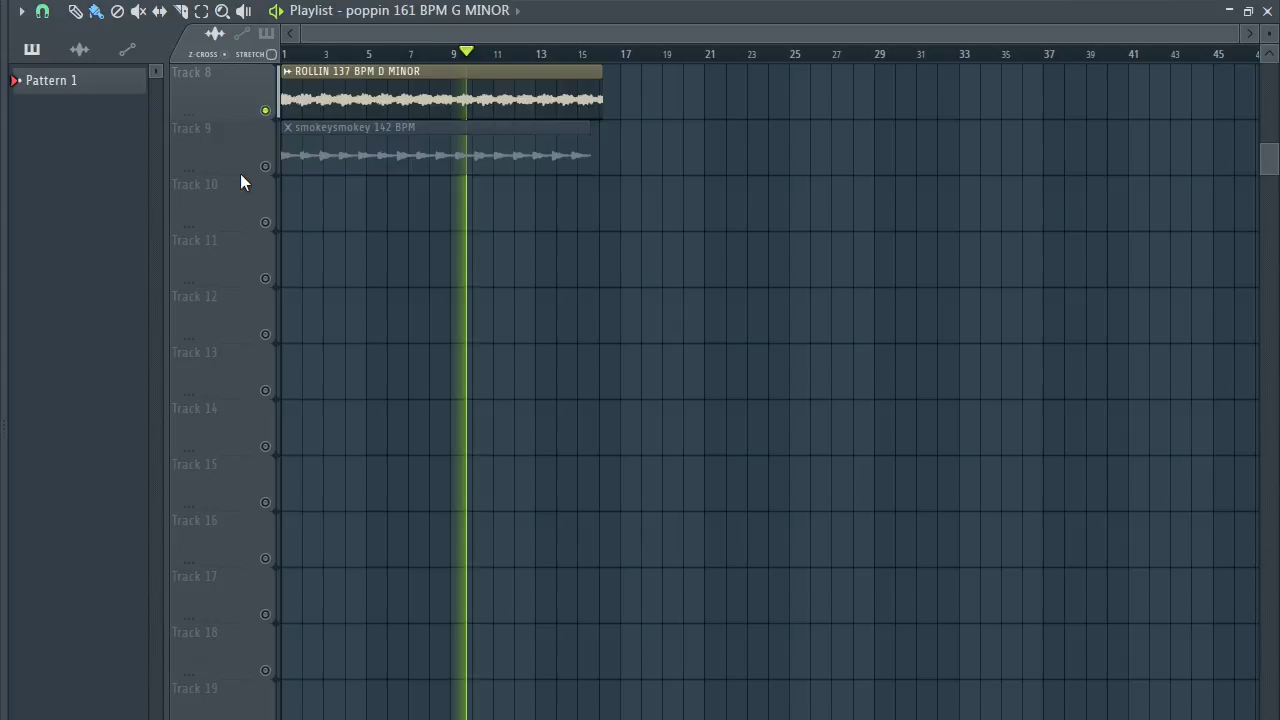 Playlist - poppin 161 BPM G MINOR
Z-CROSS STRETCH
1 3 5 7 9 11 13 15 17 19 21 23 25 27 29 31 33 35 37 39 41 43 45
Pattern 1
Track 8
ROLLIN 137 BPM D MINOR
Track 9
smokeysmokey 142 BPM
Track 10
Track 11
Track 12
Track 13
Track 14
Track 15
Track 16
Track 17
Track 18
Track 19